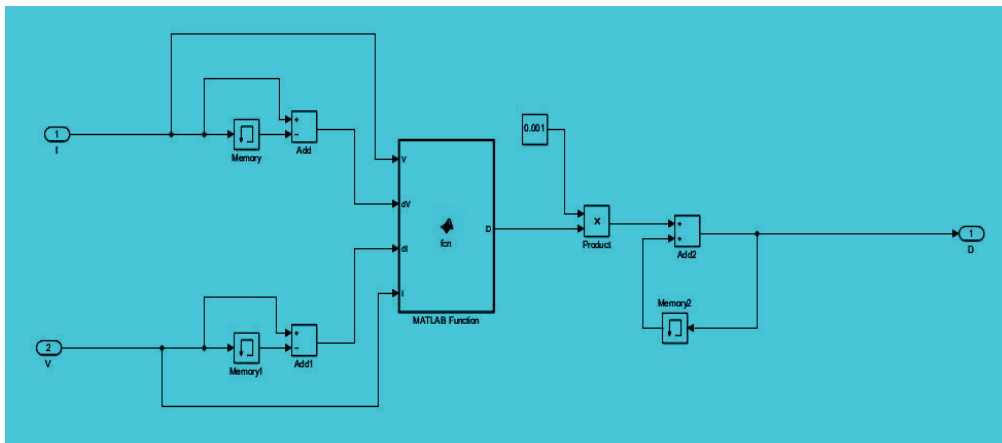 1
I
+
−
Memory
Add
V
dV
dI
I
fcn
D
MATLAB Function
0.001
×
Product
+
+
Add2
Memory2
1
D
2
V
+
−
Memory1
Add1